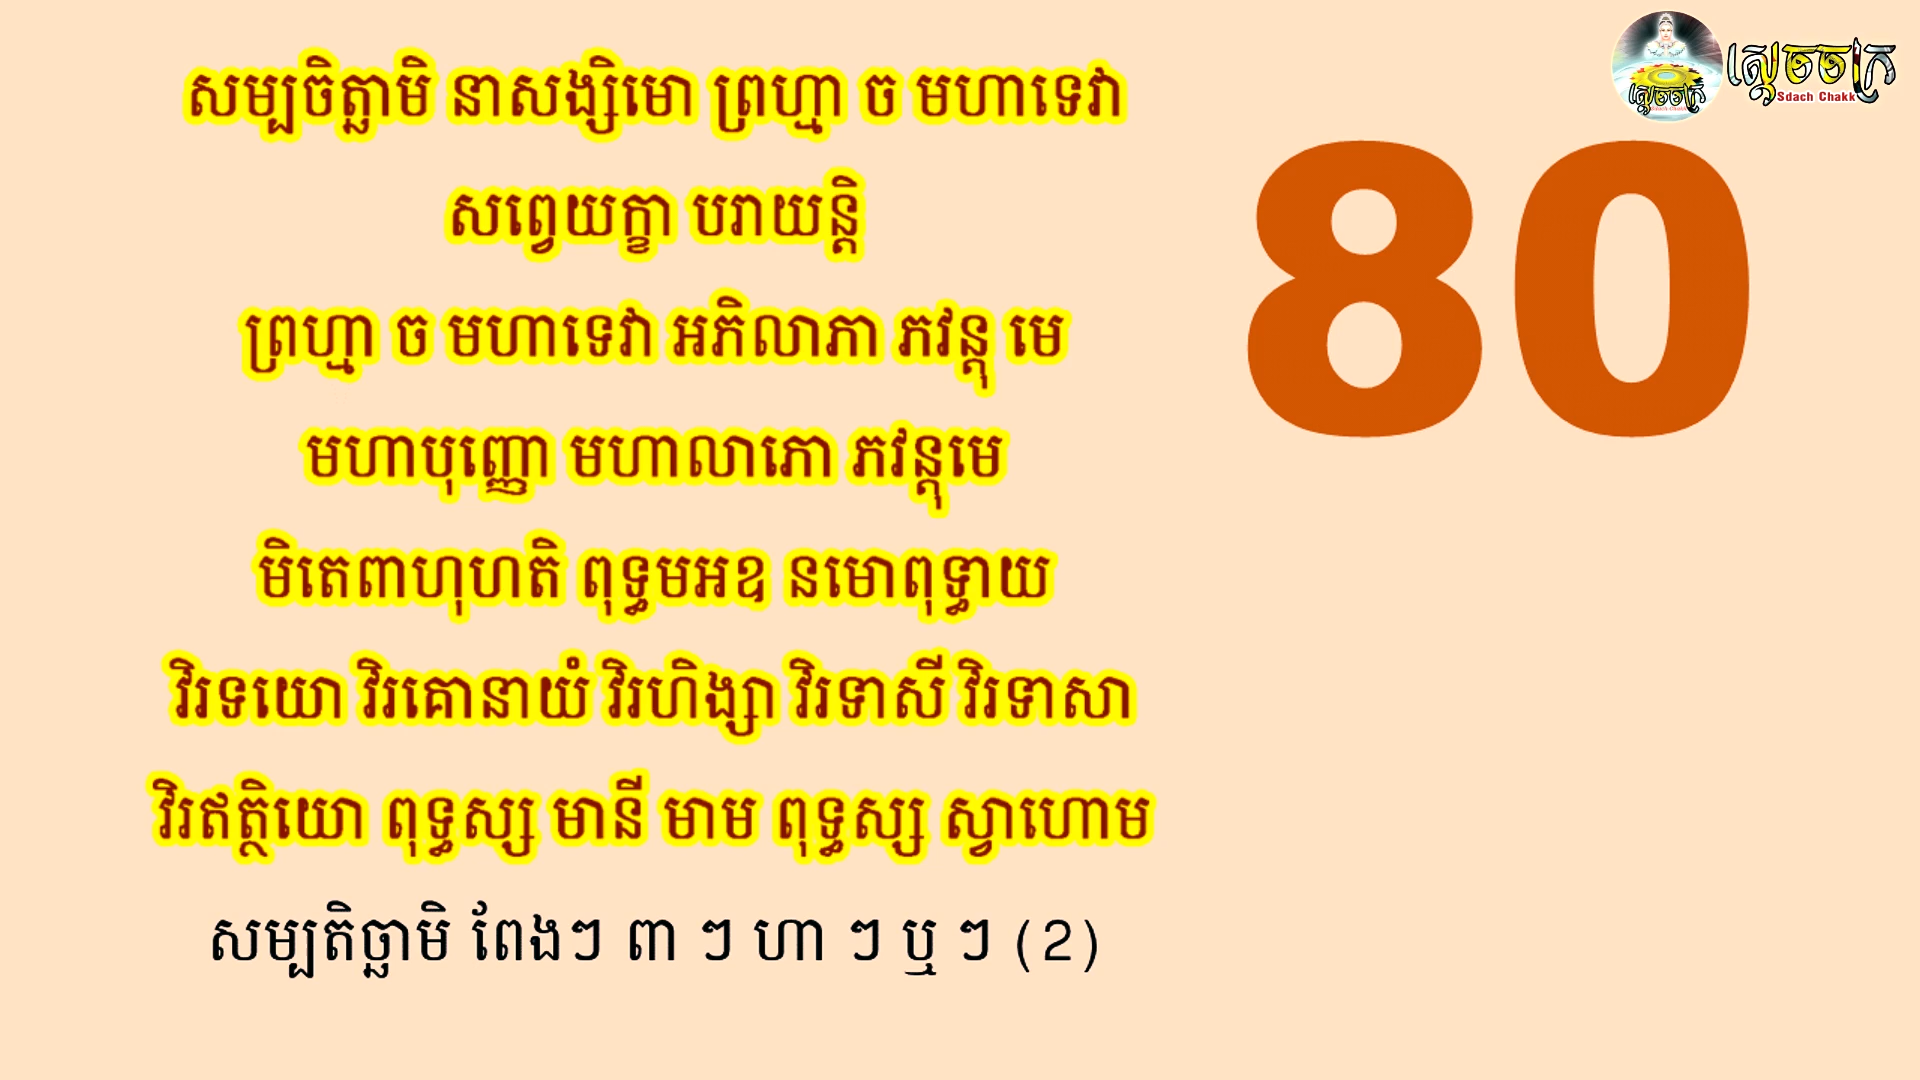 សម្បចិត្ឆាមិ នាសង្សិមោ ព្រហ្មា ច មហាទេវា
សព្វេយក្ខា បរាយន្តិ
ព្រហ្មា ច មហាទេវា អភិលាភា ភវន្តុ មេ
មហាបុញ្ញោ មហាលាភោ ភវន្តុមេ
មិតេពាហុហតិ ពុទ្ធមអឧ នមោពុទ្ធាយ
វិរទយោ វិរគោនាយំ វិរហិង្សា វិរទាសី វិរទាសា
វិរឥត្ថិយោ ពុទ្ធស្ស មានី មាម ពុទ្ធស្ស ស្វាហោម
សម្បតិច្ឆាមិ ពែងៗ ពា ៗ ហា ៗ ឬ ៗ (2)
80
ស្តេចចក្រ
Sdach Chakk
ស្តេចចក្រ